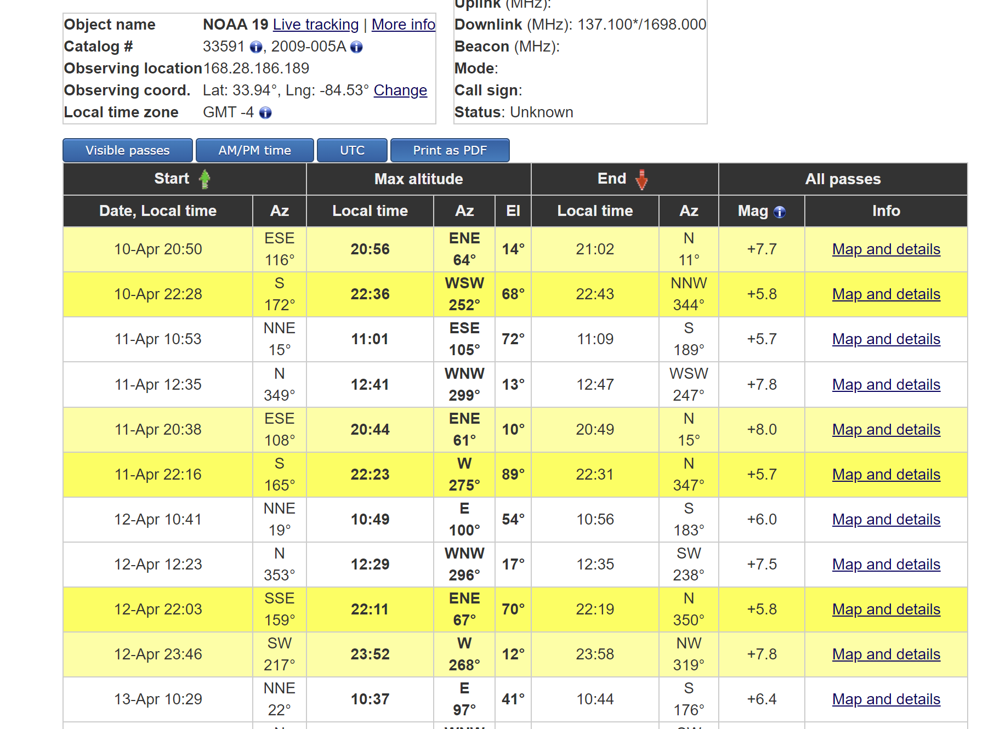 Uplink (MHz):
Object name NOAA 19 Live tracking | More info
Downlink (MHz): 137.100*/1698.000
Catalog # 33591, 2009-005A
Beacon (MHz):
Observing location 168.28.186.189
Mode:
Observing coord. Lat: 33.94°, Lng: -84.53° Change
Call sign:
Local time zone GMT -4
Status: Unknown
Visible passes AM/PM time UTC Print as PDF
Start Max altitude End All passes
Date, Local time Az Local time Az El Local time Az Mag Info
10-Apr 20:50 ESE 116° 20:56 ENE 64° 14° 21:02 N 11° +7.7 Map and details
10-Apr 22:28 S 172° 22:36 WSW 252° 68° 22:43 NNW 344° +5.8 Map and details
11-Apr 10:53 NNE 15° 11:01 ESE 105° 72° 11:09 S 189° +5.7 Map and details
11-Apr 12:35 N 349° 12:41 WNW 299° 13° 12:47 WSW 247° +7.8 Map and details
11-Apr 20:38 ESE 108° 20:44 ENE 61° 10° 20:49 N 15° +8.0 Map and details
11-Apr 22:16 S 165° 22:23 W 275° 89° 22:31 N 347° +5.7 Map and details
12-Apr 10:41 NNE 19° 10:49 E 100° 54° 10:56 S 183° +6.0 Map and details
12-Apr 12:23 N 353° 12:29 WNW 296° 17° 12:35 SW 238° +7.5 Map and details
12-Apr 22:03 SSE 159° 22:11 ENE 67° 70° 22:19 N 350° +5.8 Map and details
12-Apr 23:46 SW 217° 23:52 W 268° 12° 23:58 NW 319° +7.8 Map and details
13-Apr 10:29 NNE 22° 10:37 E 97° 41° 10:44 S 176° +6.4 Map and details